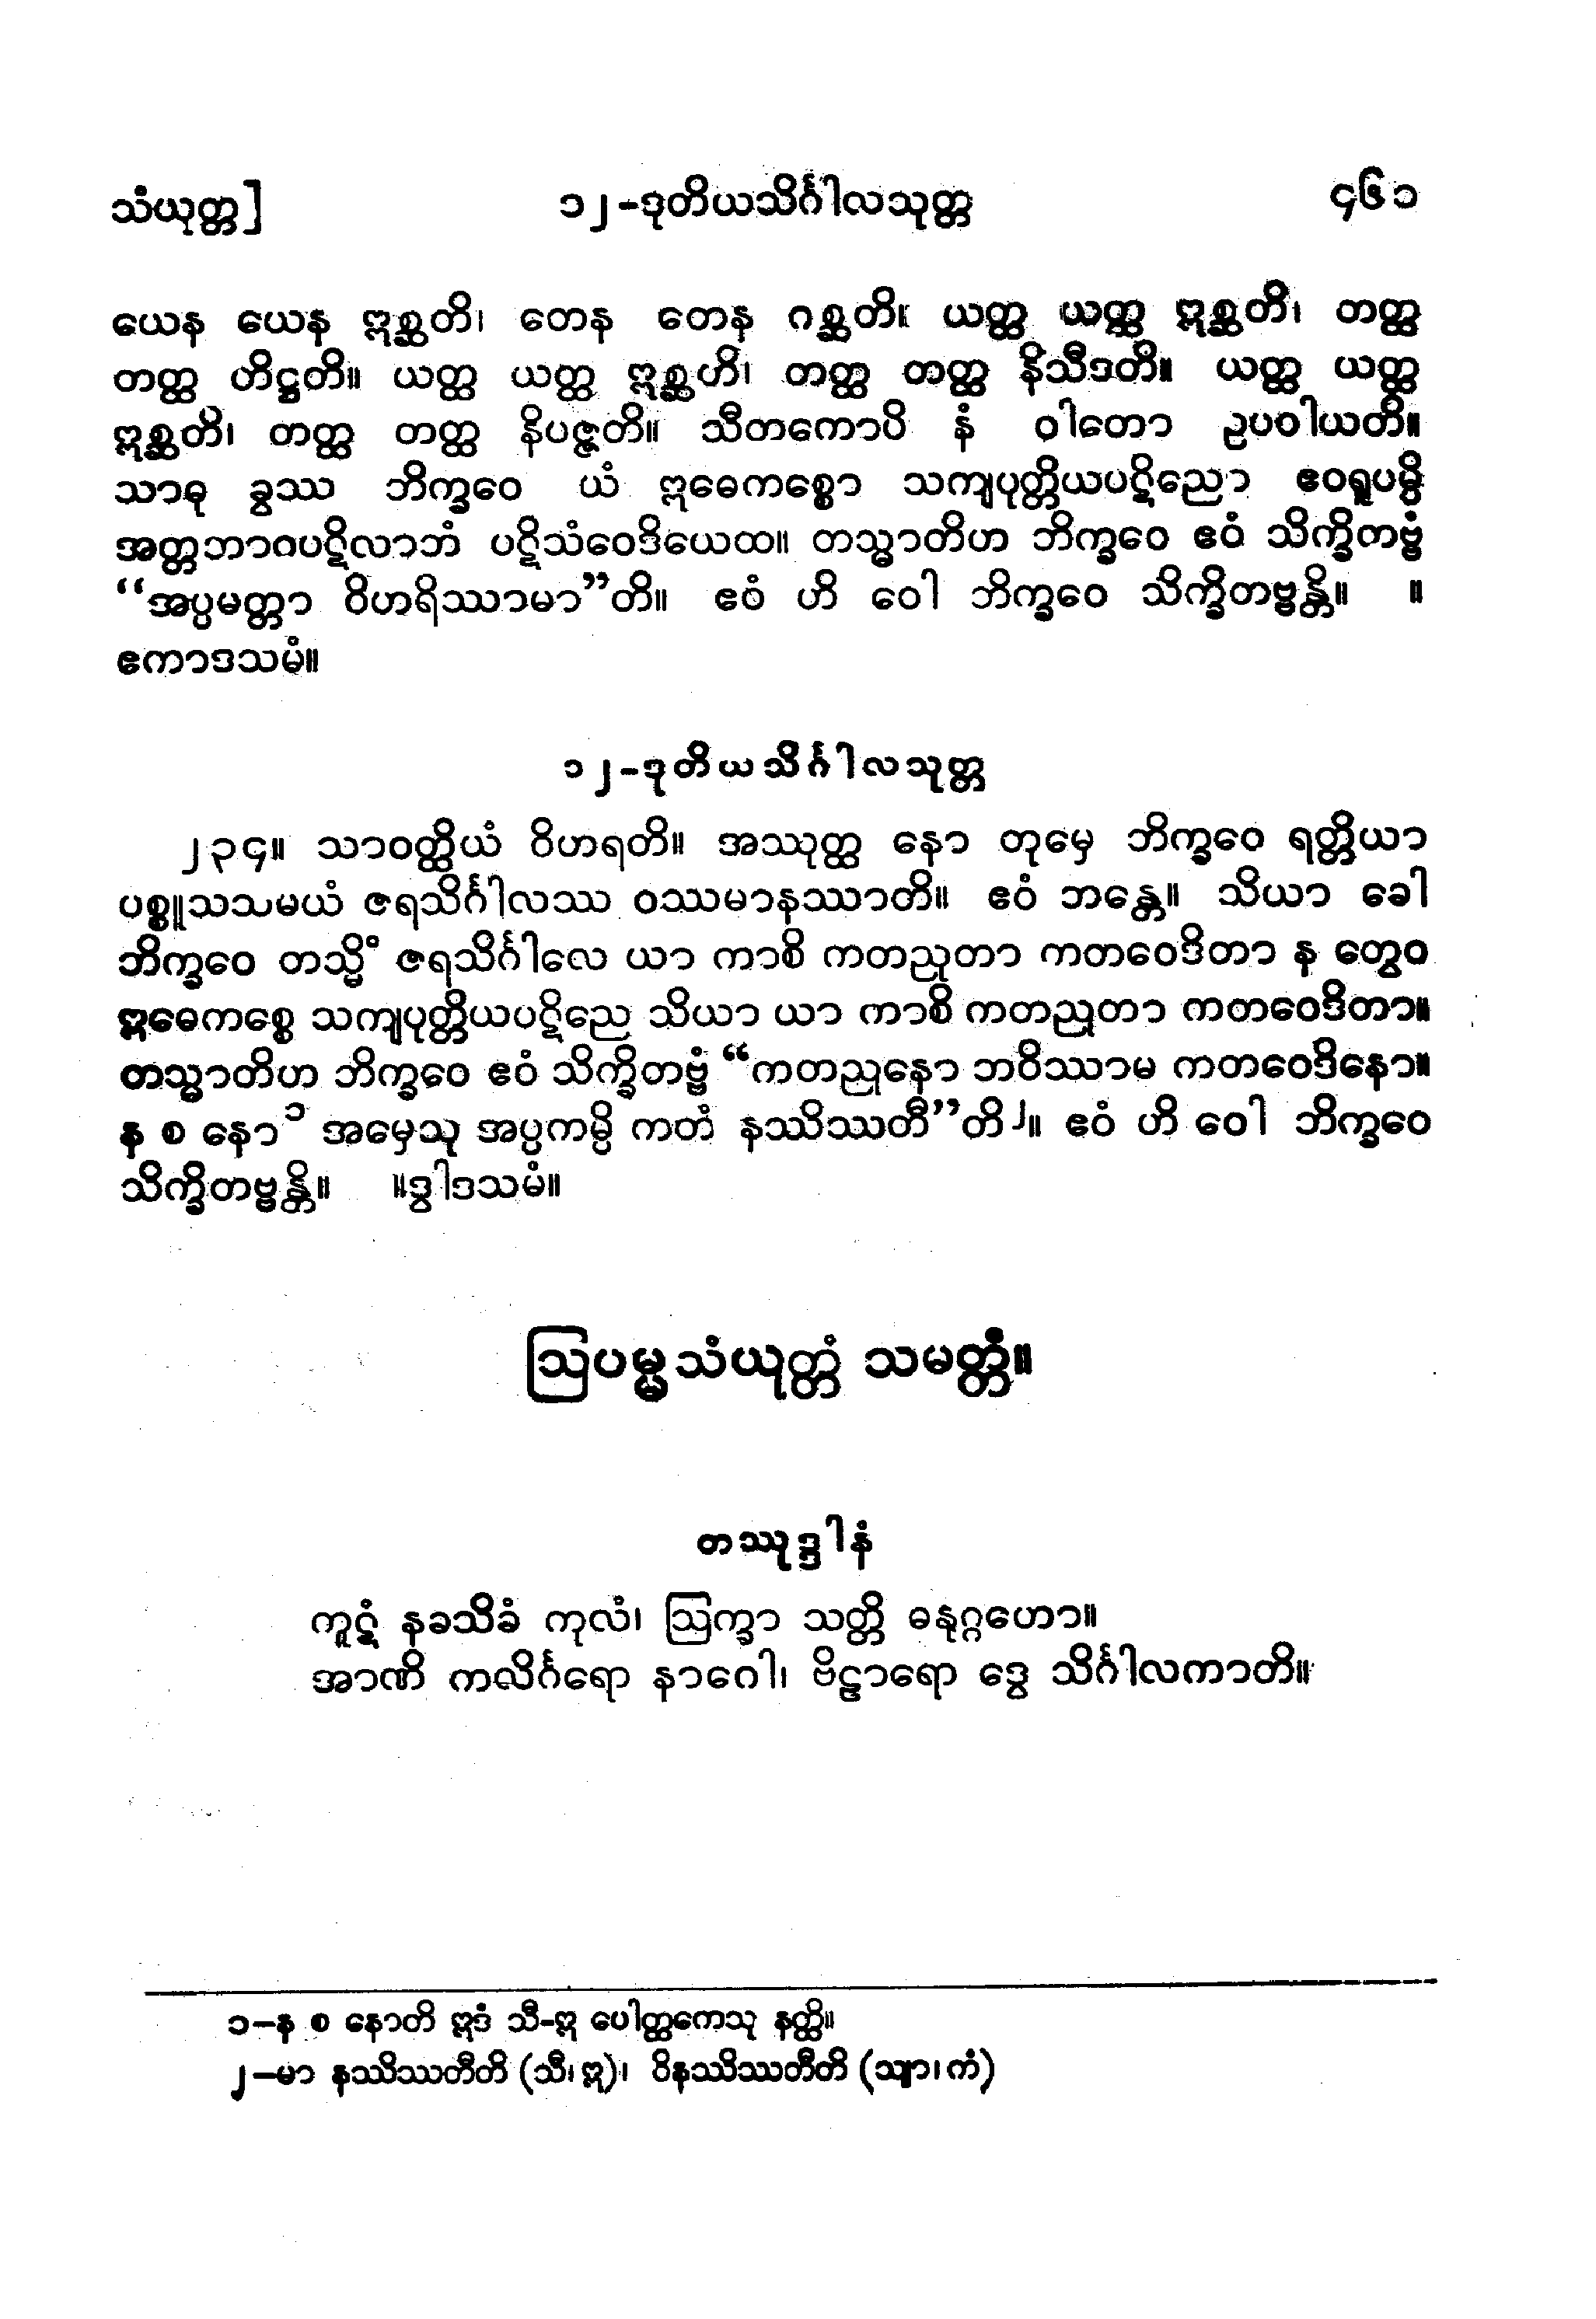 သံယုတ္တ]
၁၂-ဒုတိယသိင်္ဂါလသုတ္တ
၄၆၁
ယေန ယေန ဣစ္ဆတိ၊ တေန တေန ဂစ္ဆတိ။ ယတ္ထ ယတ္ထ ဣစ္ဆတိ၊ တတ္ထ
တတ္ထ တိဋ္ဌတိ။ ယတ္ထ ယတ္ထ ဣစ္ဆတိ၊ တတ္ထ တတ္ထ နိသီဒတိ။ ယတ္ထ ယတ္ထ
ဣစ္ဆတိ၊ တတ္ထ တတ္ထ နိပဇ္ဇတိ။ သီတကောပိ နံ ဝါတော ဥပဝါယတိ။
သာဓု ခွဿ ဘိက္ခဝေ ယံ ဣဓေကစ္စော သကျပုတ္တိယပဋိညော ဧဝရူပမ္ပိ
အတ္တဘာဝပဋိလာဘံ ပဋိသံဝေဒိယေထ။ တသ္မာတိဟ ဘိက္ခဝေ ဧဝံ သိက္ခိတဗ္ဗံ
“အပ္ပမတ္တာ ဝိဟရိဿာမာ”တိ။ ဧဝံ ဟိ ဝေါ ဘိက္ခဝေ သိက္ခိတဗ္ဗန္တိ။ ။
ဧကာဒသမံ။
၁၂-ဒုတိယသိင်္ဂါလသုတ္တ
၂၃၄။ သာဝတ္ထိယံ ဝိဟရတိ။ အဿုတ္ထ နော တုမှေ ဘိက္ခဝေ ရတ္တိယာ
ပစ္စူသသမယံ ဇရသိင်္ဂါလဿ ဝဿမာနဿာတိ။ ဧဝံ ဘန္တေ။ သိယာ ခေါ
ဘိက္ခဝေ တသ္မိံ ဇရသိင်္ဂါလေ ယာ ကာစိ ကတညုတာ ကတဝေဒိတာ န တွေဝ
ဣဓေကစ္စေ သကျပုတ္တိယပဋိညေ သိယာ ယာ ကာစိ ကတညုတာ ကတဝေဒိတာ။
တသ္မာတိဟ ဘိက္ခဝေ ဧဝံ သိက္ခိတဗ္ဗံ “ကတညုနော ဘဝိဿာမ ကတဝေဒိနော။
န စ နော၁ အမှေသု အပ္ပကမ္ပိ ကတံ နဿိဿတီ”တိ၂။ ဧဝံ ဟိ ဝေါ ဘိက္ခဝေ
သိက္ခိတဗ္ဗန္တိ။ ။ဒွါဒသမံ။
ဩပမ္မသံယုတ္တံ သမတ္တံ။
တဿုဒ္ဒါနံ
ကူဋံ နခသိခံ ကုလံ၊ ဩက္ခာ သတ္တိ ဓနုဂ္ဂဟော။
အာဏိ ကလိင်္ဂရော နာဂေါ၊ ဗိဠာရော ဒွေ သိင်္ဂါလကာတိ။
၁-န စ နောတိ ဣဒံ သီ-ဣ ပေါတ္ထကေသု နတ္ထိ။
၂-မာ နဿိဿတီတိ (သီ၊ ဣ)၊ ဝိနဿိဿတီတိ (သျာ၊ ကံ)